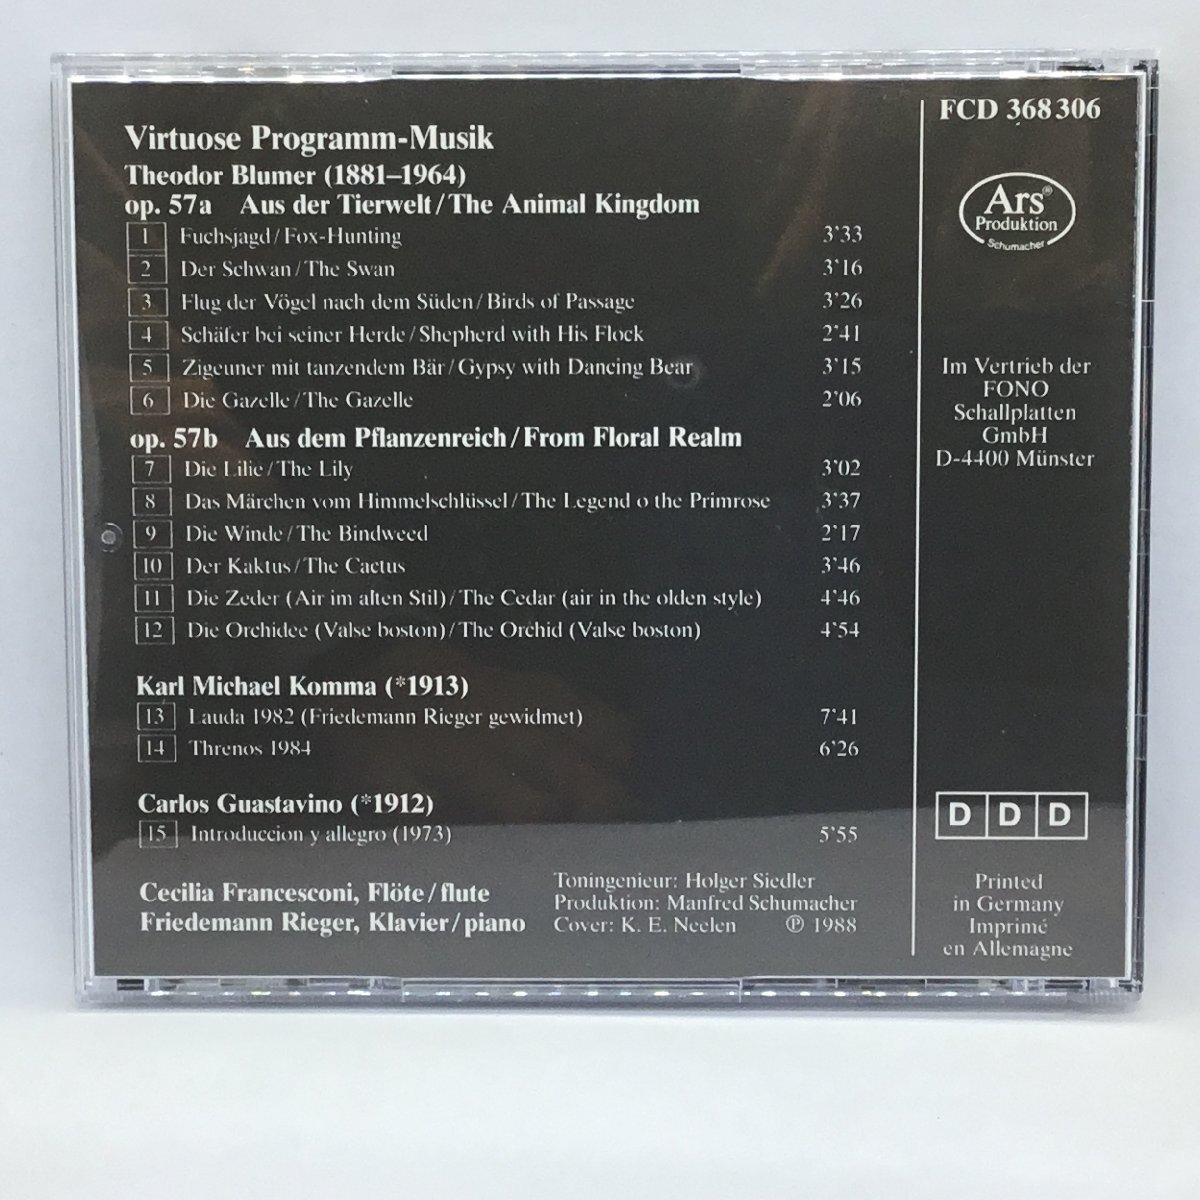 Virtuose Programm-Musik
Theodor Blumer (1881–1964)
op. 57a Aus der Tierwelt/The Animal Kingdom
1 Fuchsjagd/Fox-Hunting 3'33
2 Der Schwan/The Swan 3'16
3 Flug der Vögel nach dem Süden/Birds of Passage 3'26
4 Schäfer bei seiner Herde/Shepherd with His Flock 2'41
5 Zigeuner mit tanzendem Bär/Gypsy with Dancing Bear 3'15
6 Die Gazelle/The Gazelle 2'06
op. 57b Aus dem Pflanzenreich/From Floral Realm
7 Die Lilie/The Lily 3'02
8 Das Märchen vom Himmelschlüssel/The Legend o the Primrose 3'37
9 Die Winde/The Bindweed 2'17
10 Der Kaktus/The Cactus 3'46
11 Die Zeder (Air im alten Stil)/The Cedar (air in the olden style) 4'46
12 Die Orchidee (Valse boston)/The Orchid (Valse boston) 4'54
Karl Michael Komma (*1913)
13 Lauda 1982 (Friedemann Rieger gewidmet) 7'41
14 Threnos 1984 6'26
Carlos Guastavino (*1912)
15 Introduccion y allegro (1973) 5'55
Cecilia Francesconi, Flöte/flute
Friedemann Rieger, Klavier/piano
Toningenieur: Holger Siedler
Produktion: Manfred Schumacher
Cover: K. E. Neelen ℗ 1988
FCD 368 306
Ars®
Produktion
Schumacher
Im Vertrieb der
FONO
Schallplatten
GmbH
D-4400 Münster
D D D
Printed
in Germany
Imprimé
en Allemagne